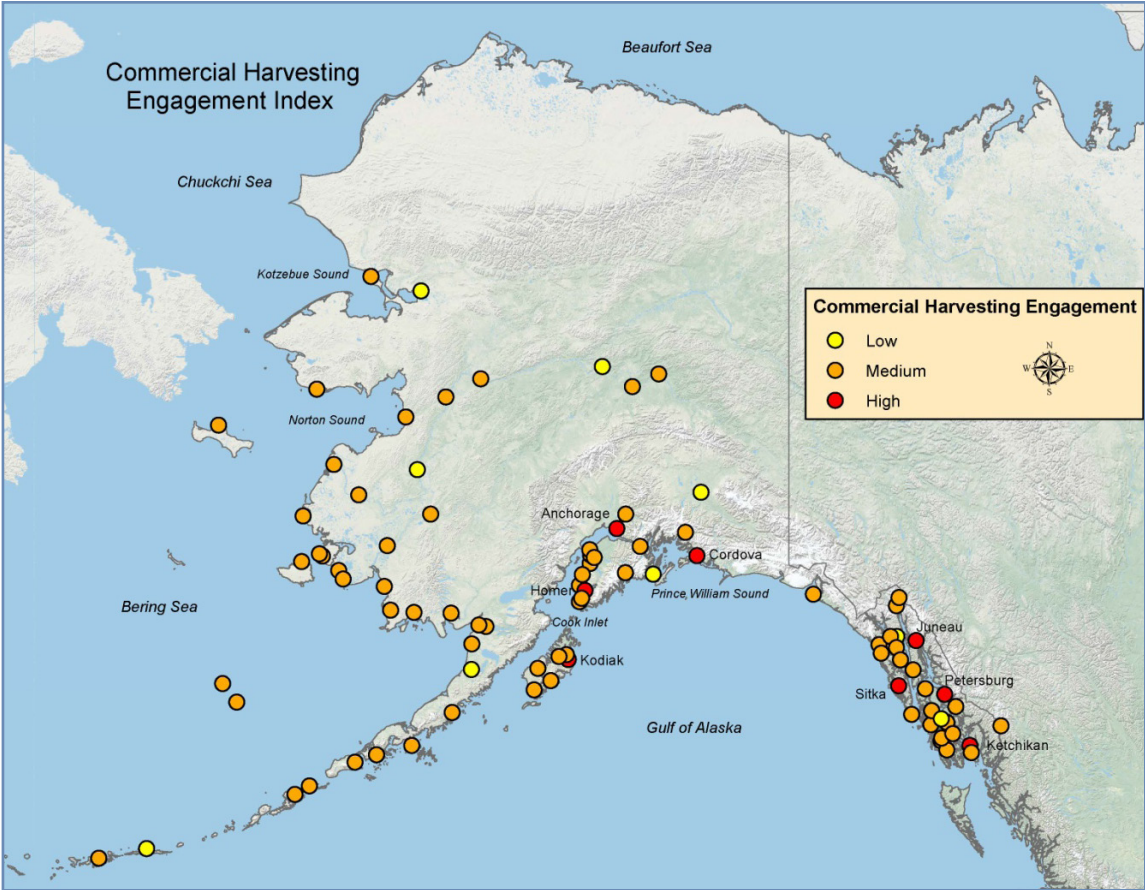 Beaufort Sea
Commercial Harvesting
Engagement Index
Chuckchi Sea
Kotzebue Sound
Commercial Harvesting Engagement
Low
Medium
High
N
W E
S
Norton Sound
Anchorage
Cordova
Homer
Prince William Sound
Bering Sea
Cook Inlet
Juneau
Kodiak
Petersburg
Sitka
Gulf of Alaska
Ketchikan